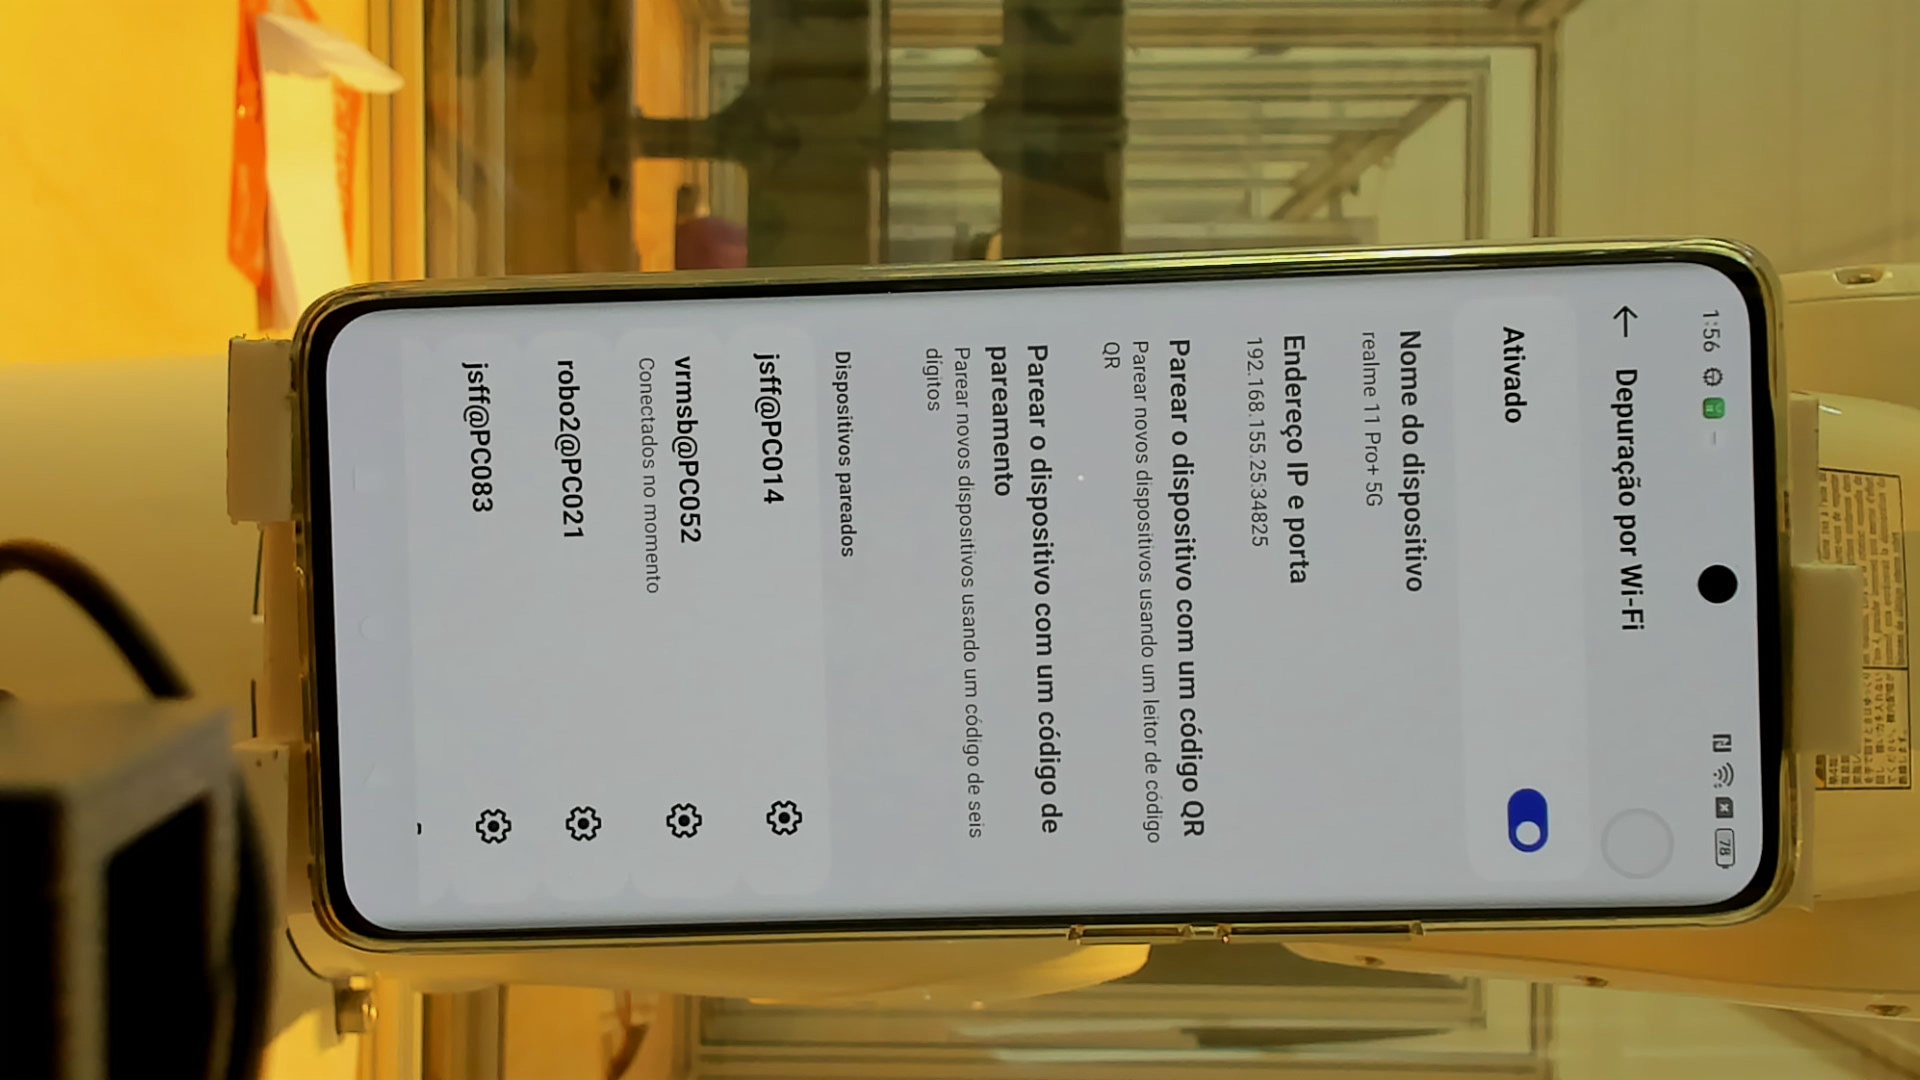 1:56
78
Depuração por Wi-Fi
Ativado
Nome do dispositivo
realme 11 Pro+ 5G
Endereço IP e porta
192.168.155.25:34825
Parear o dispositivo com um código QR
Parear novos dispositivos usando um leitor de código
QR
Parear o dispositivo com um código de
pareamento
Parear novos dispositivos usando um código de seis
dígitos
Dispositivos pareados
jsff@PC014
vrmsb@PC052
Conectados no momento
robo2@PC021
jsff@PC083